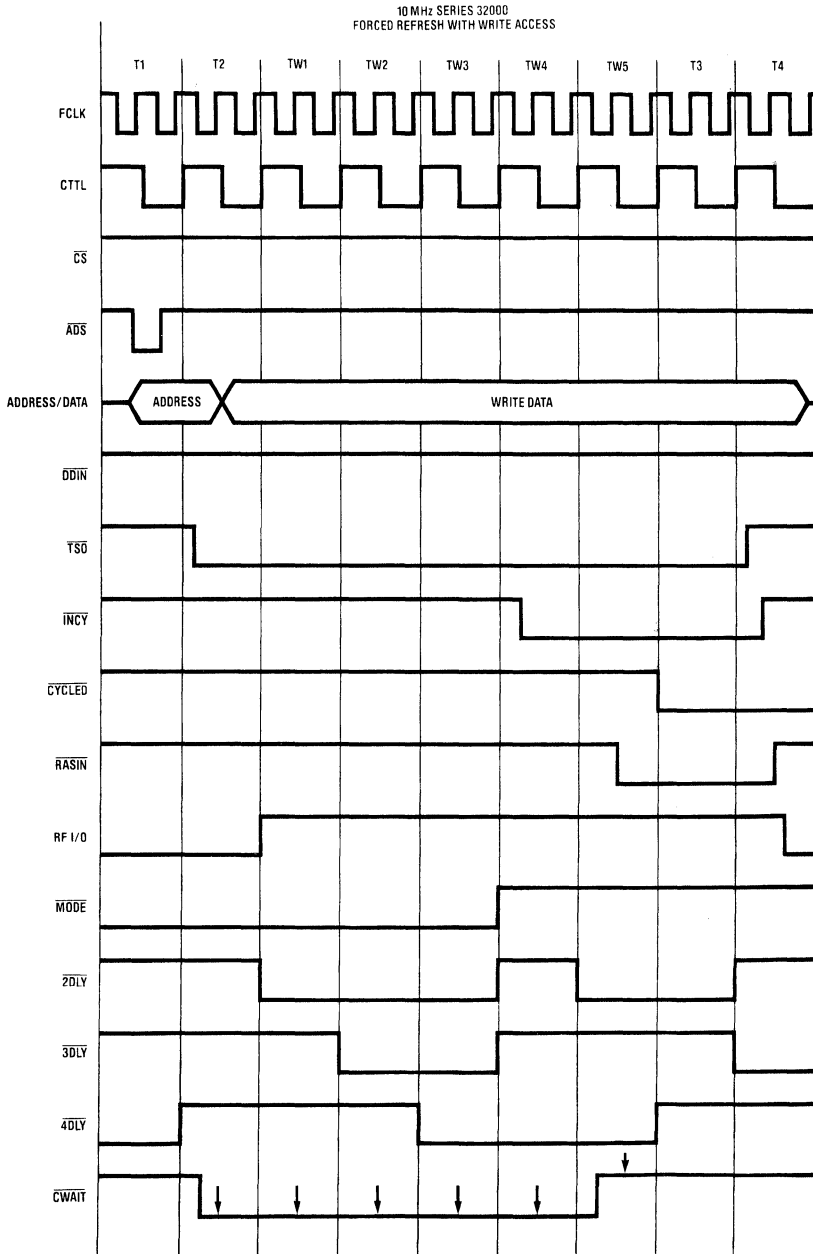 10 MHz SERIES 32000
FORCED REFRESH WITH WRITE ACCESS
T1 T2 TW1 TW2 TW3 TW4 TW5 T3 T4
FCLK
CTTL
CS
ADS
ADDRESS/DATA ADDRESS WRITE DATA
DDIN
TSO
INCY
CYCLED
RASIN
RF I/O
MODE
2DLY
3DLY
4DLY
CWAIT